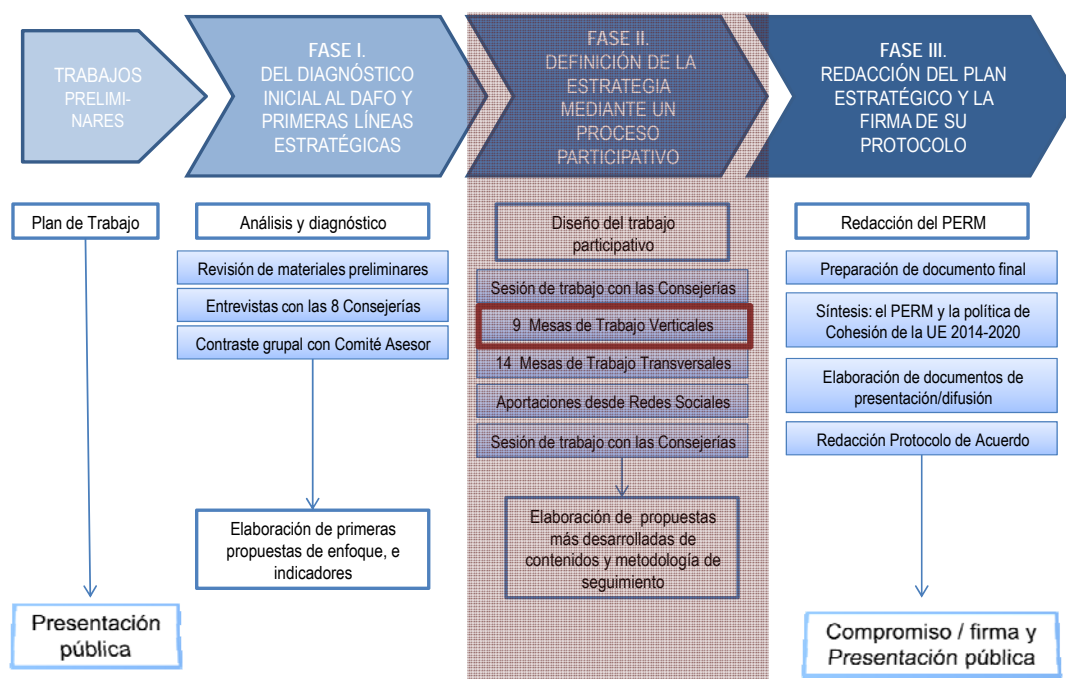 TRABAJOS
PRELIMI-
NARES
FASE I.
DEL DIAGNÓSTICO
INICIAL AL DAFO Y
PRIMERAS LÍNEAS
ESTRATÉGICAS
FASE II.
DEFINICIÓN DE LA
ESTRATEGIA
MEDIANTE UN
PROCESO
PARTICIPATIVO
FASE III.
REDACCIÓN DEL PLAN
ESTRATÉGICO Y LA
FIRMA DE SU
PROTOCOLO
Plan de Trabajo
Presentación
pública
Análisis y diagnóstico
Revisión de materiales preliminares
Entrevistas con las 8 Consejerías
Contraste grupal con Comité Asesor
Elaboración de primeras
propuestas de enfoque, e
indicadores
Diseño del trabajo
participativo
Sesión de trabajo con las Consejerías
9 Mesas de Trabajo Verticales
14 Mesas de Trabajo Transversales
Aportaciones desde Redes Sociales
Sesión de trabajo con las Consejerías
Elaboración de propuestas
más desarrolladas de
contenidos y metodología de
seguimiento
Redacción del PERM
Preparación de documento final
Síntesis: el PERM y la política de
Cohesión de la UE 2014-2020
Elaboración de documentos de
presentación/difusión
Redacción Protocolo de Acuerdo
Compromiso / firma y
Presentación pública